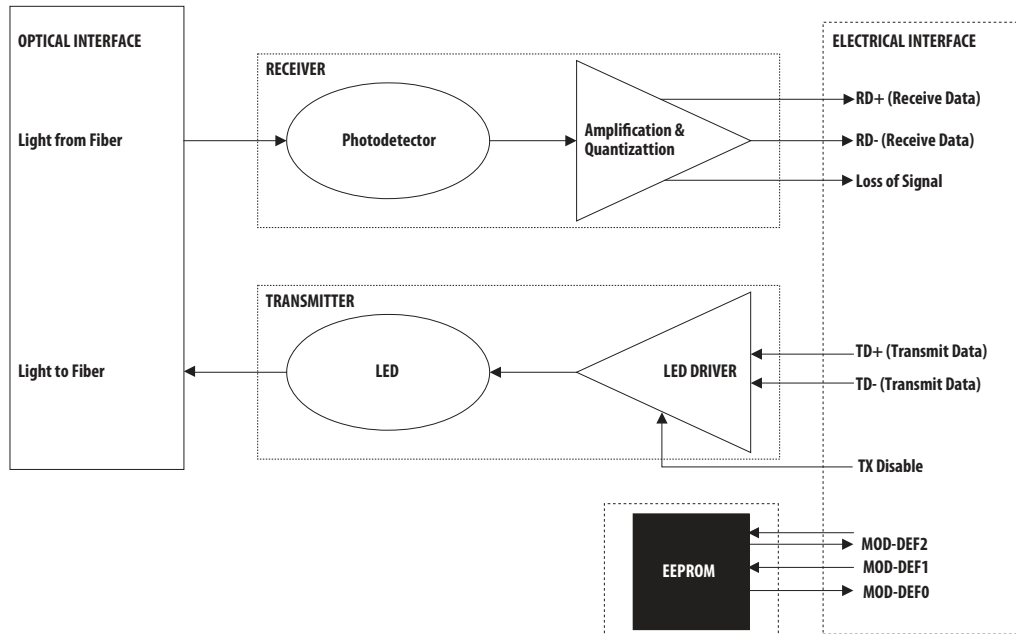 OPTICAL INTERFACE
ELECTRICAL INTERFACE
RECEIVER
Light from Fiber
Photodetector
Amplification &
Quantizattion
RD+ (Receive Data)
RD- (Receive Data)
Loss of Signal
TRANSMITTER
Light to Fiber
LED
LED DRIVER
TD+ (Transmit Data)
TD- (Transmit Data)
TX Disable
EEPROM
MOD-DEF2
MOD-DEF1
MOD-DEF0